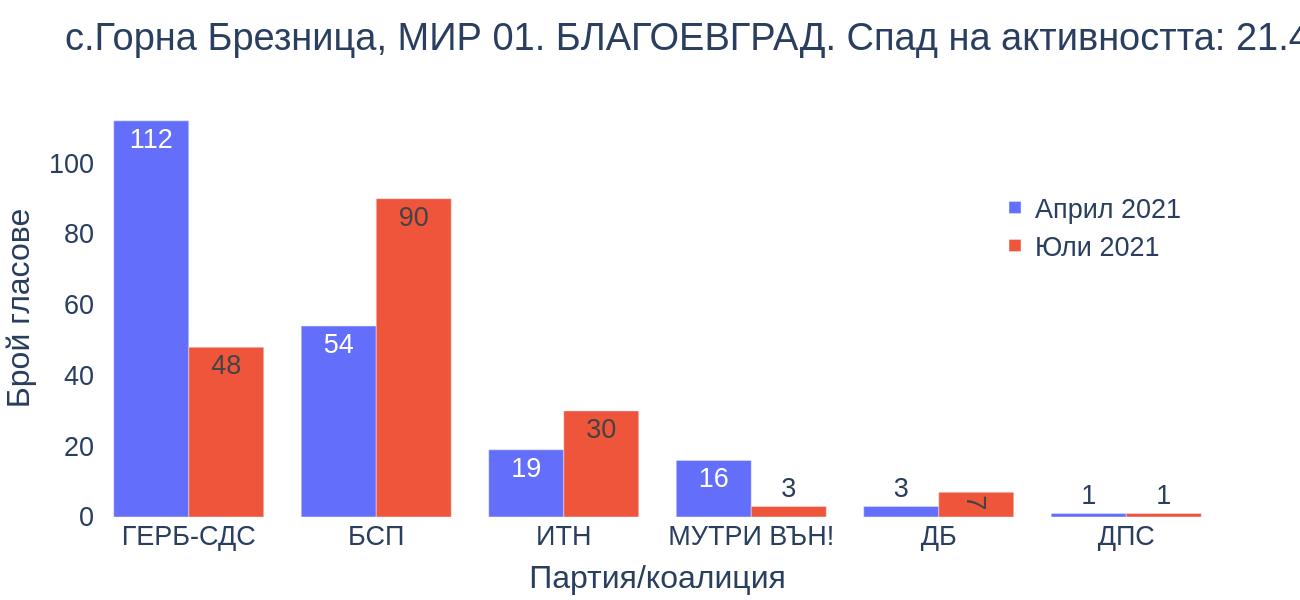 с.Горна Брезница, МИР 01. БЛАГОЕВГРАД. Спад на активността: 21.4
Брой гласове
100
80
60
40
20
0
112
48
54
90
19
30
16
3
3
7
1
1
Април 2021
Юли 2021
ГЕРБ-СДС
БСП
ИТН
МУТРИ ВЪН!
ДБ
ДПС
Партия/коалиция